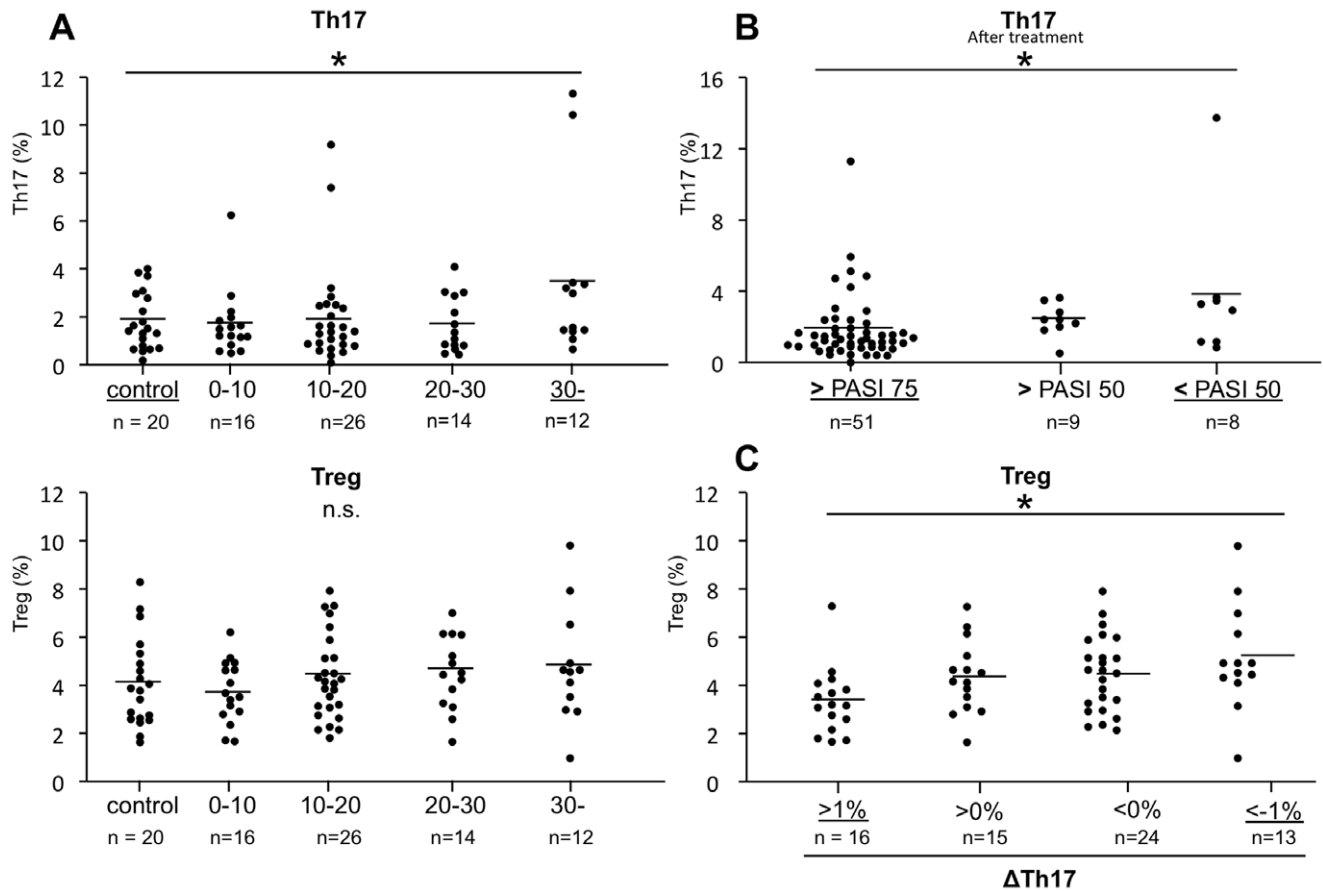 A
Th17
*
Th17 (%)
12
10
8
6
4
2
0
control 0-10 10-20 20-30 30-
n = 20 n=16 n=26 n=14 n=12
Treg
n.s.
Treg (%)
12
10
8
6
4
2
0
control 0-10 10-20 20-30 30-
n = 20 n=16 n=26 n=14 n=12
B
Th17
After treatment
*
Th17 (%)
16
12
8
4
0
> PASI 75 > PASI 50 < PASI 50
n=51 n=9 n=8
C
Treg
*
Treg (%)
12
10
8
6
4
2
0
>1% >0% <0% <-1%
n = 16 n=15 n=24 n=13
ΔTh17